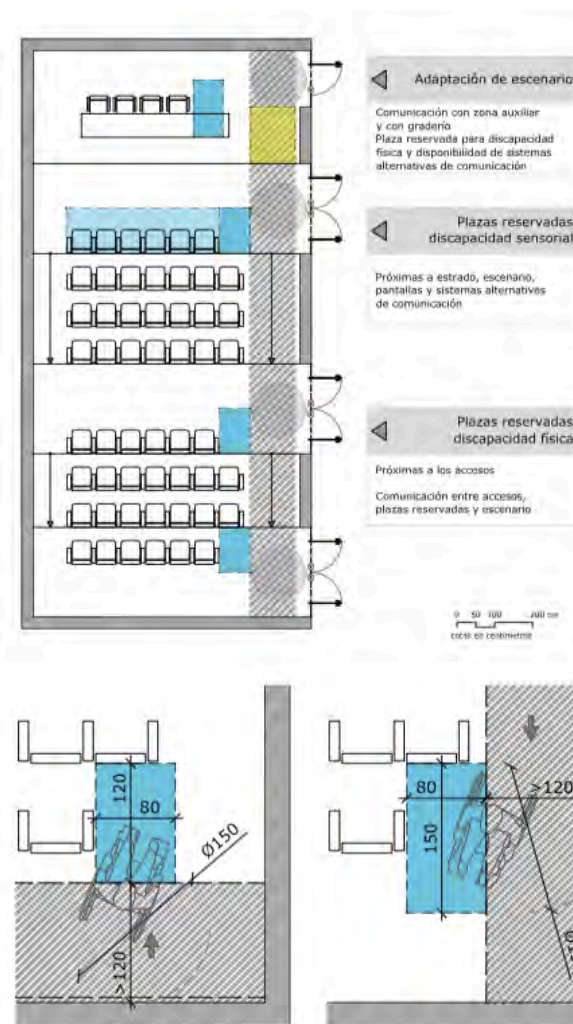 Adaptación de escenario
Comunicación con zona auxiliar
y con graderío
Plaza reservada para discapacidad
física y disponibilidad de sistemas
alternativas de comunicación
Plazas reservadas
discapacidad sensorial
Próximas a estrado, escenario,
pantallas y sistemas alternativos
de comunicación
Plazas reservadas
discapacidad física
Próximas a los accesos
Comunicación entre accesos,
plazas reservadas y escenario
0 50 100 200 cm
cotas en centímetros
120
80
Ø150
>120
80
>120
150